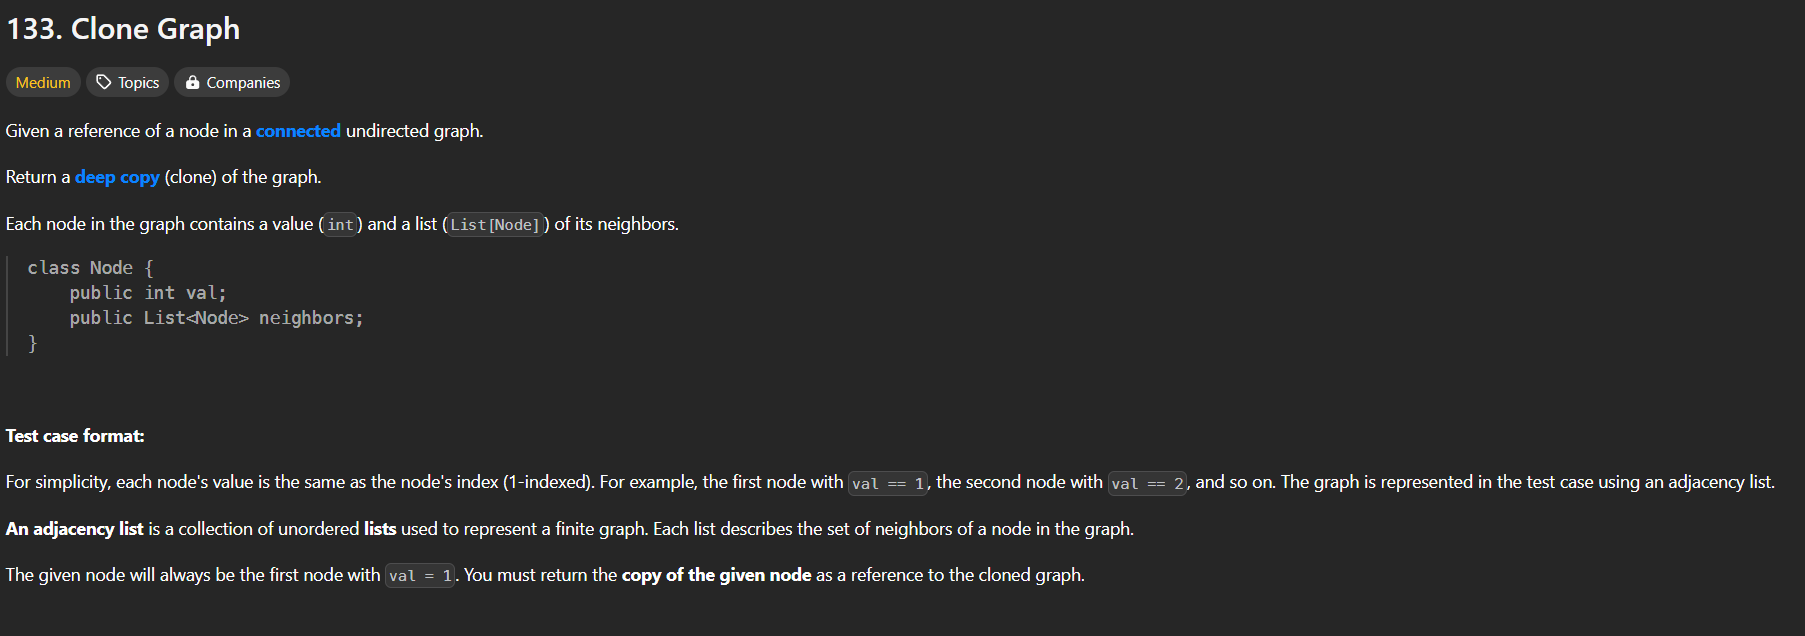 133. Clone Graph
Medium Topics Companies
Given a reference of a node in a connected undirected graph.
Return a deep copy (clone) of the graph.
Each node in the graph contains a value (int) and a list (List[Node]) of its neighbors.
class Node {
    public int val;
    public List<Node> neighbors;
}
Test case format:
For simplicity, each node's value is the same as the node's index (1-indexed). For example, the first node with val == 1, the second node with val == 2, and so on. The graph is represented in the test case using an adjacency list.
An adjacency list is a collection of unordered lists used to represent a finite graph. Each list describes the set of neighbors of a node in the graph.
The given node will always be the first node with val = 1. You must return the copy of the given node as a reference to the cloned graph.